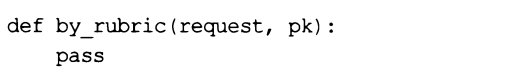 def by_rubric(request, pk):
    pass